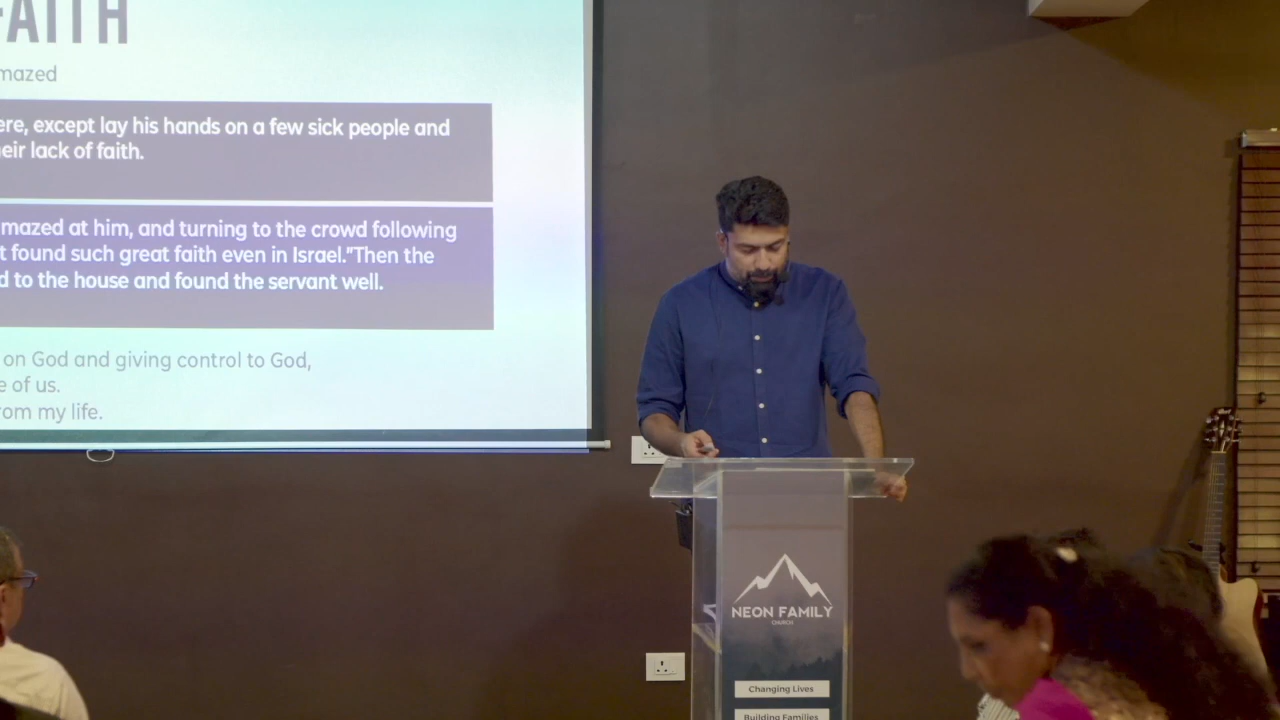 FAITH
mazed
ere, except lay his hands on a few sick people and
heir lack of faith.
mazed at him, and turning to the crowd following
t found such great faith even in Israel."Then the
d to the house and found the servant well.
on God and giving control to God,
e of us.
rom my life.
NEON FAMILY
CHURCH
Changing Lives
Building Families